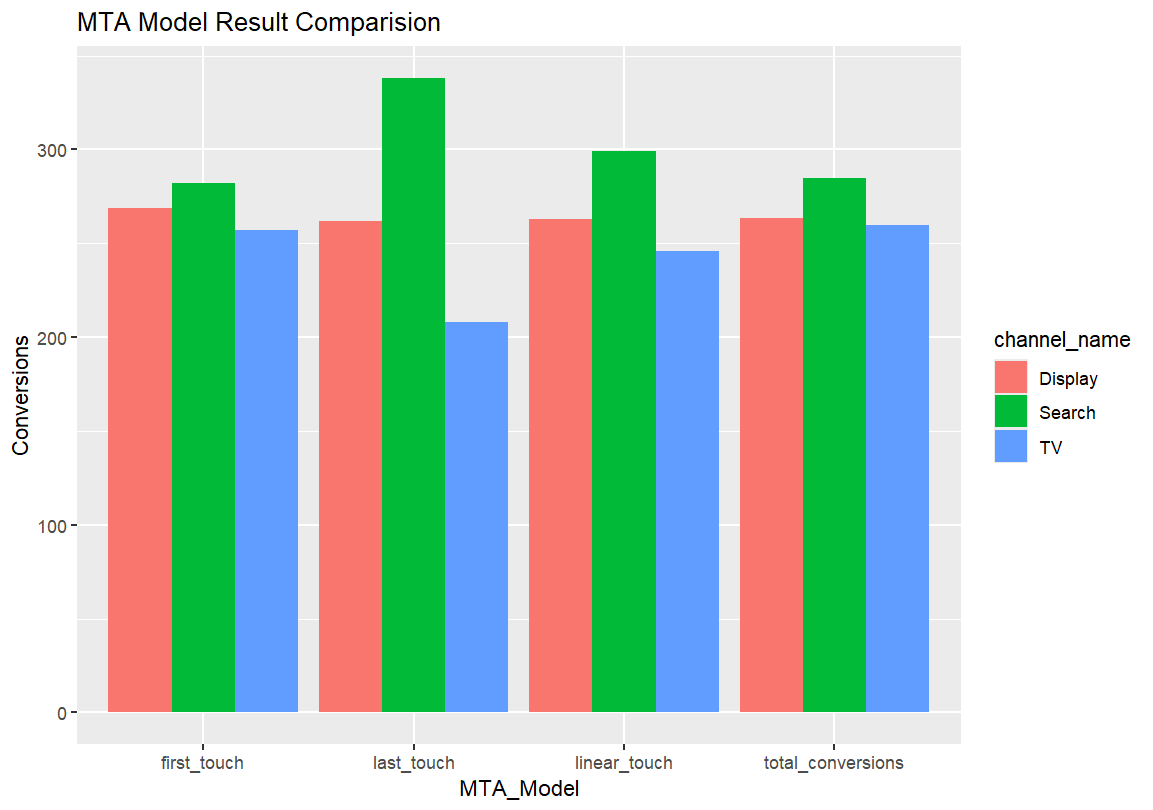 MTA Model Result Comparision
Conversions
300
200
100
0
first_touch last_touch linear_touch total_conversions
MTA_Model
channel_name
Display
Search
TV